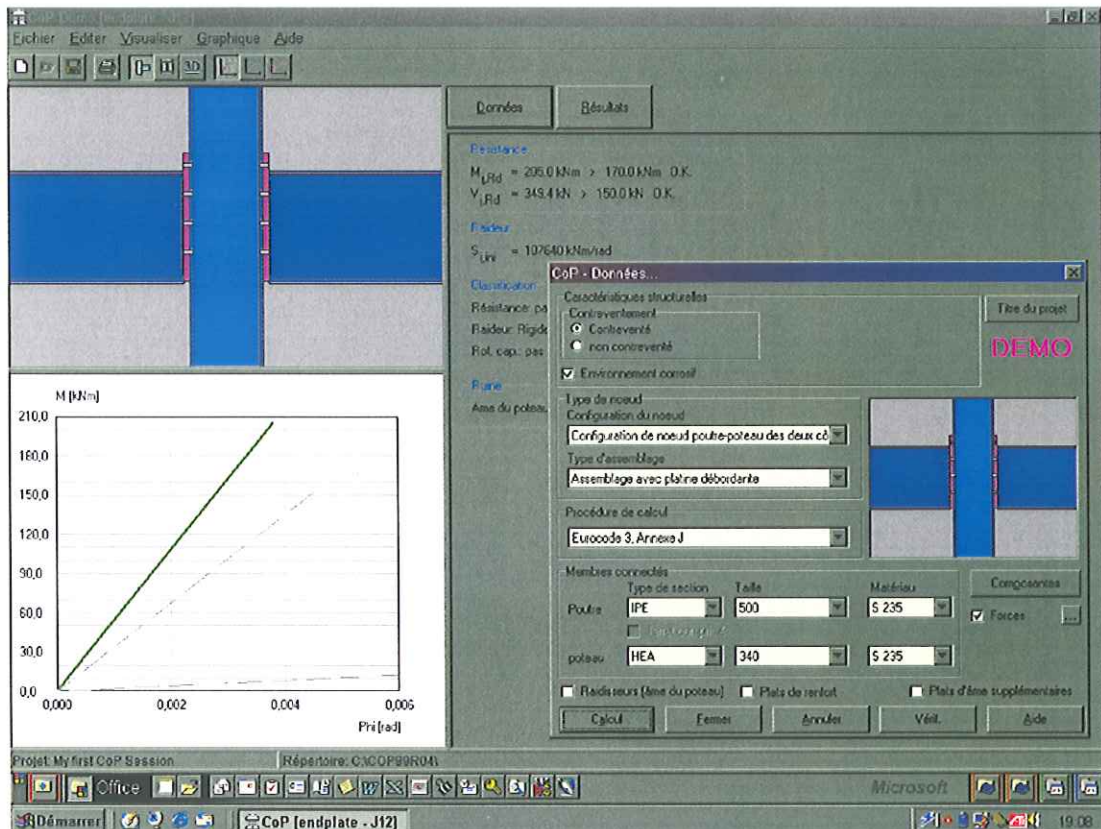 CoP Demo [endplate - J12]
Fichier Editer Visualiser Graphique Aide
3D
Données Résultats
Résistance
Mj,Rd = 205.0 kNm > 170.0 kNm O.K.
Vj,Rd = 349.4 kN > 150.0 kN O.K.
Raideur
Sj,ini = 107640 kNm/rad
Classification
Résistance: pa
Raideur: Rigide
Rot. cap.: pas
Ruine
Ame du poteau
M [kNm]
210,0
180,0
150,0
120,0
90,0
60,0
30,0
0,0
0,000 0,002 0,004 0,006
Phi [rad]
CoP - Données...
Caractéristiques structurelles
Contreventement
Contreventé
non contreventé
Environnement corrosif
Titre du projet
DEMO
Type de noeud
Configuration du noeud
Configuration de noeud poutre-poteau des deux cô
Type d'assemblage
Assemblage avec platine débordante
Procédure de calcul
Eurocode 3, Annexe J
Membres connectés
Type de section Taille Matériau
Poutre IPE 500 S 235
poteau HEA 340 S 235
Composantes
Forces ...
Raidisseurs (âme du poteau) Plats de renfort Plats d'âme supplémentaires
Calcul Fermer Annuler Vérif. Aide
Projet: My first CoP Session Répertoire: C:\COP99R04\
Office Microsoft
Démarrer CoP [endplate - J12] 19:08